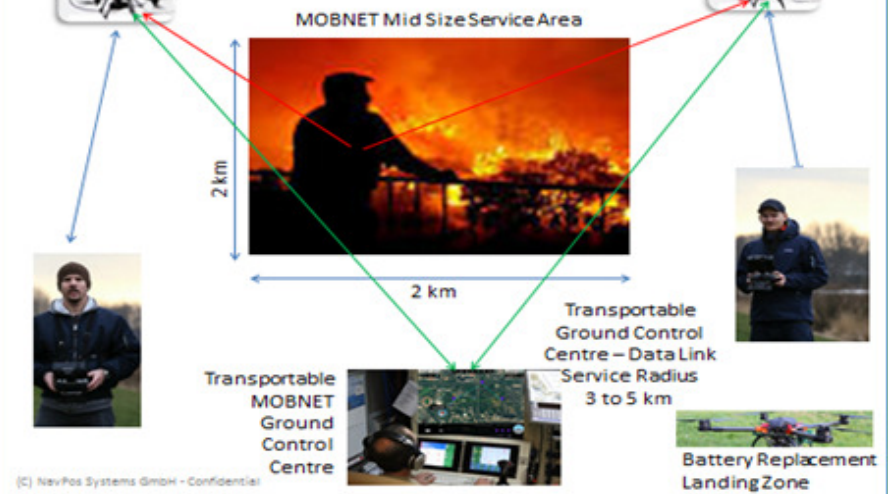 MOBNET Mid Size Service Area
2 km
2 km
Transportable
Ground Control
Centre – Data Link
Service Radius
3 to 5 km
Transportable
MOBNET
Ground
Control
Centre
Battery Replacement
Landing Zone
(C) NavPos Systems GmbH - Confidential